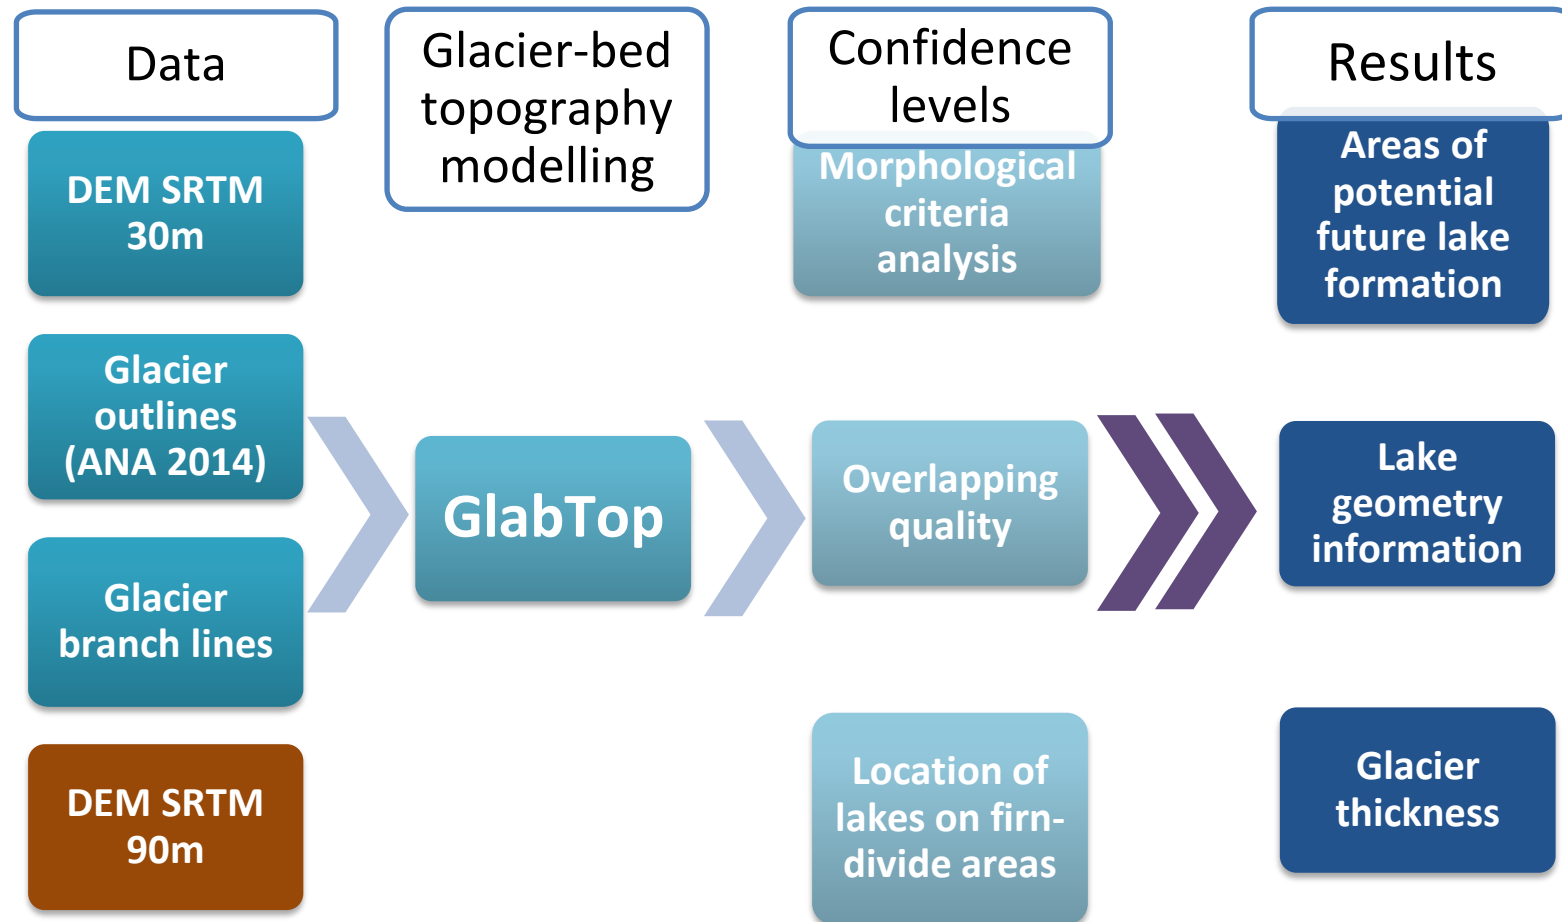 Data
DEM SRTM
30m
Glacier
outlines
(ANA 2014)
Glacier
branch lines
DEM SRTM
90m
Glacier-bed
topography
modelling
GlabTop
Confidence
levels
Morphological
criteria
analysis
Overlapping
quality
Location of
lakes on firn-
divide areas
Results
Areas of
potential
future lake
formation
Lake
geometry
information
Glacier
thickness